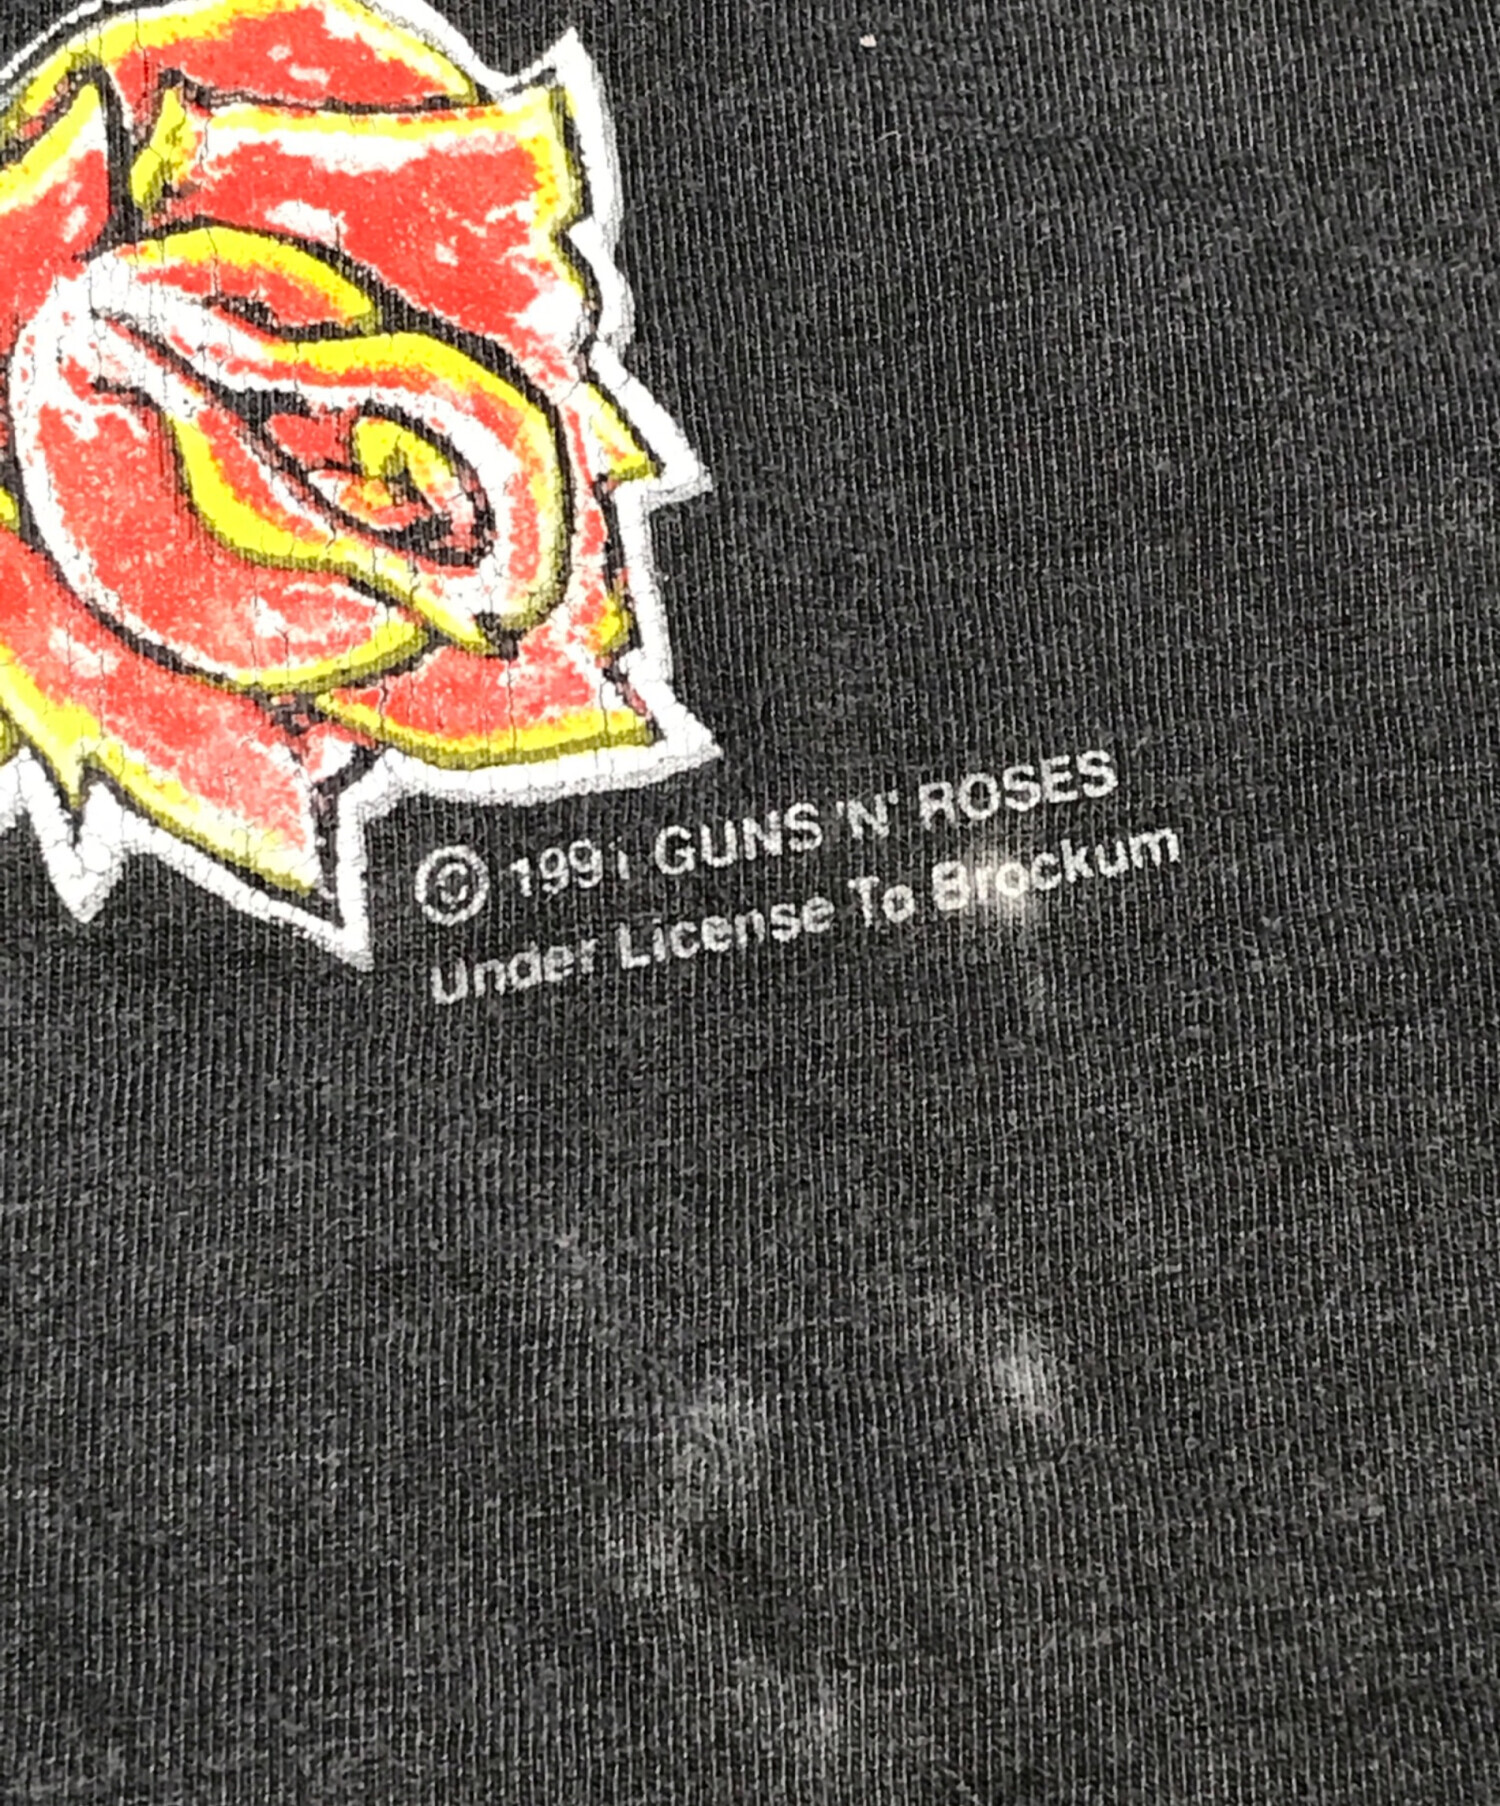 © 1991 GUNS 'N' ROSES
Under License To Brockum